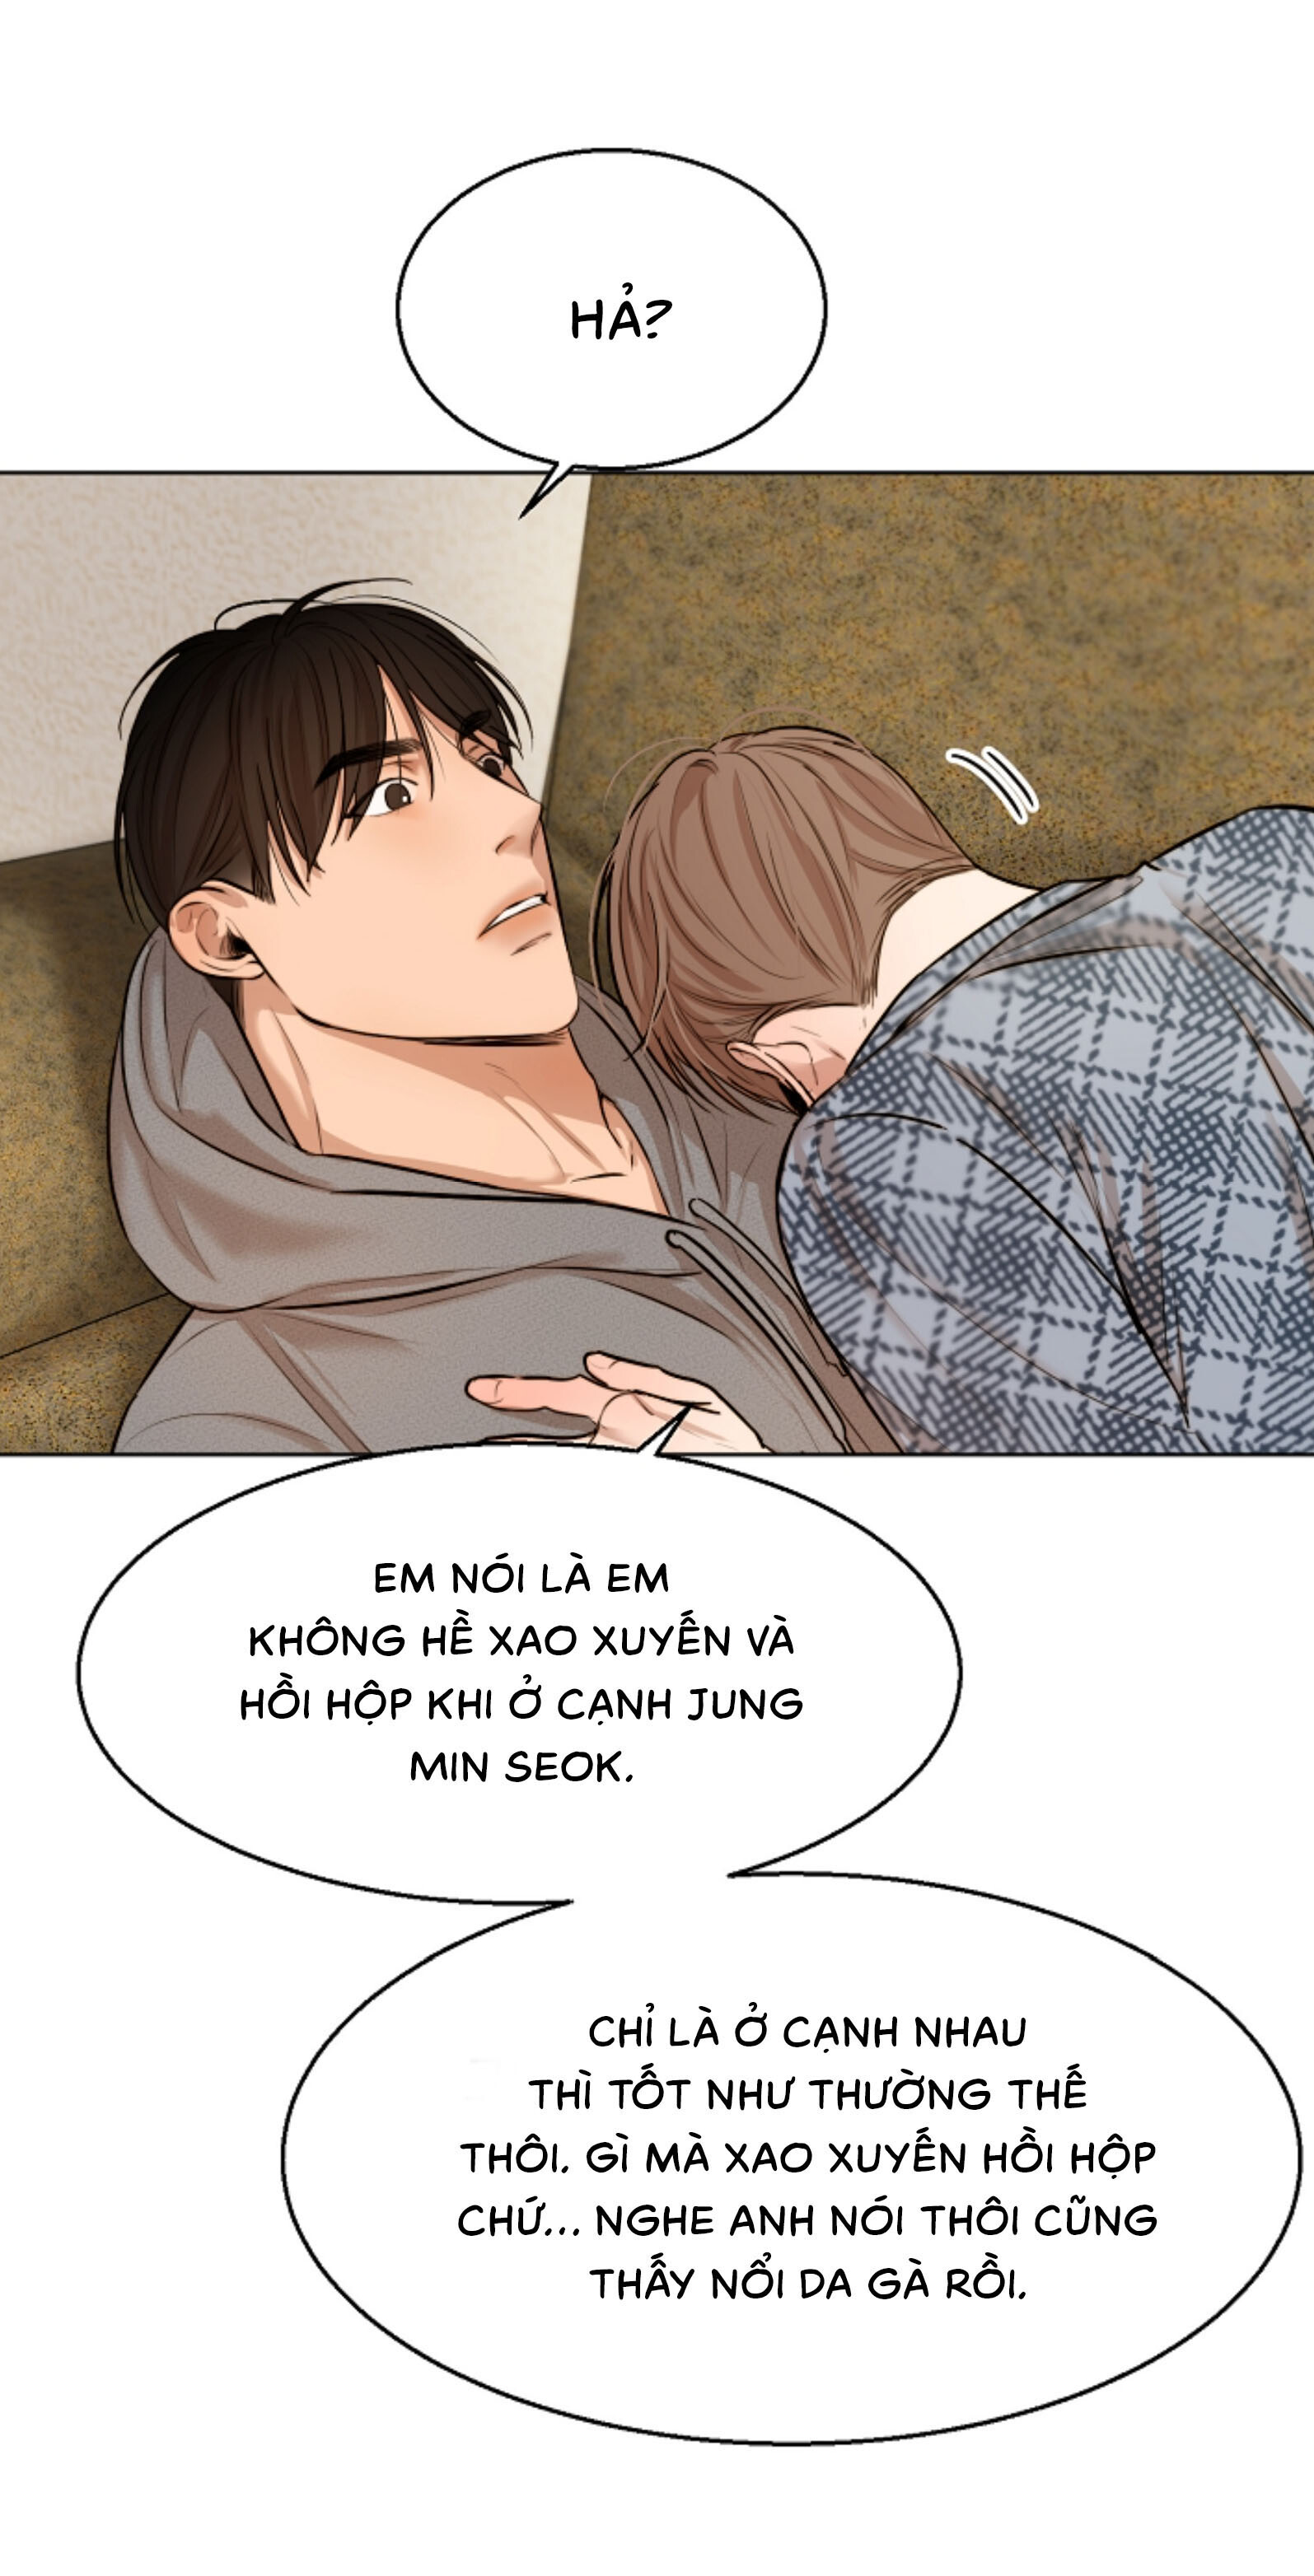 HẢ?
EM NÓI LÀ EM
KHÔNG HỀ XAO XUYẾN VÀ
HỒI HỘP KHI Ở CẠNH JUNG
MIN SEOK.
CHỈ LÀ Ở CẠNH NHAU
THÌ TỐT NHƯ THƯỜNG THẾ
THÔI. GÌ MÀ XAO XUYẾN HỒI HỘP
CHỨ... NGHE ANH NÓI THÔI CŨNG
THẤY NỔI DA GÀ RỒI.